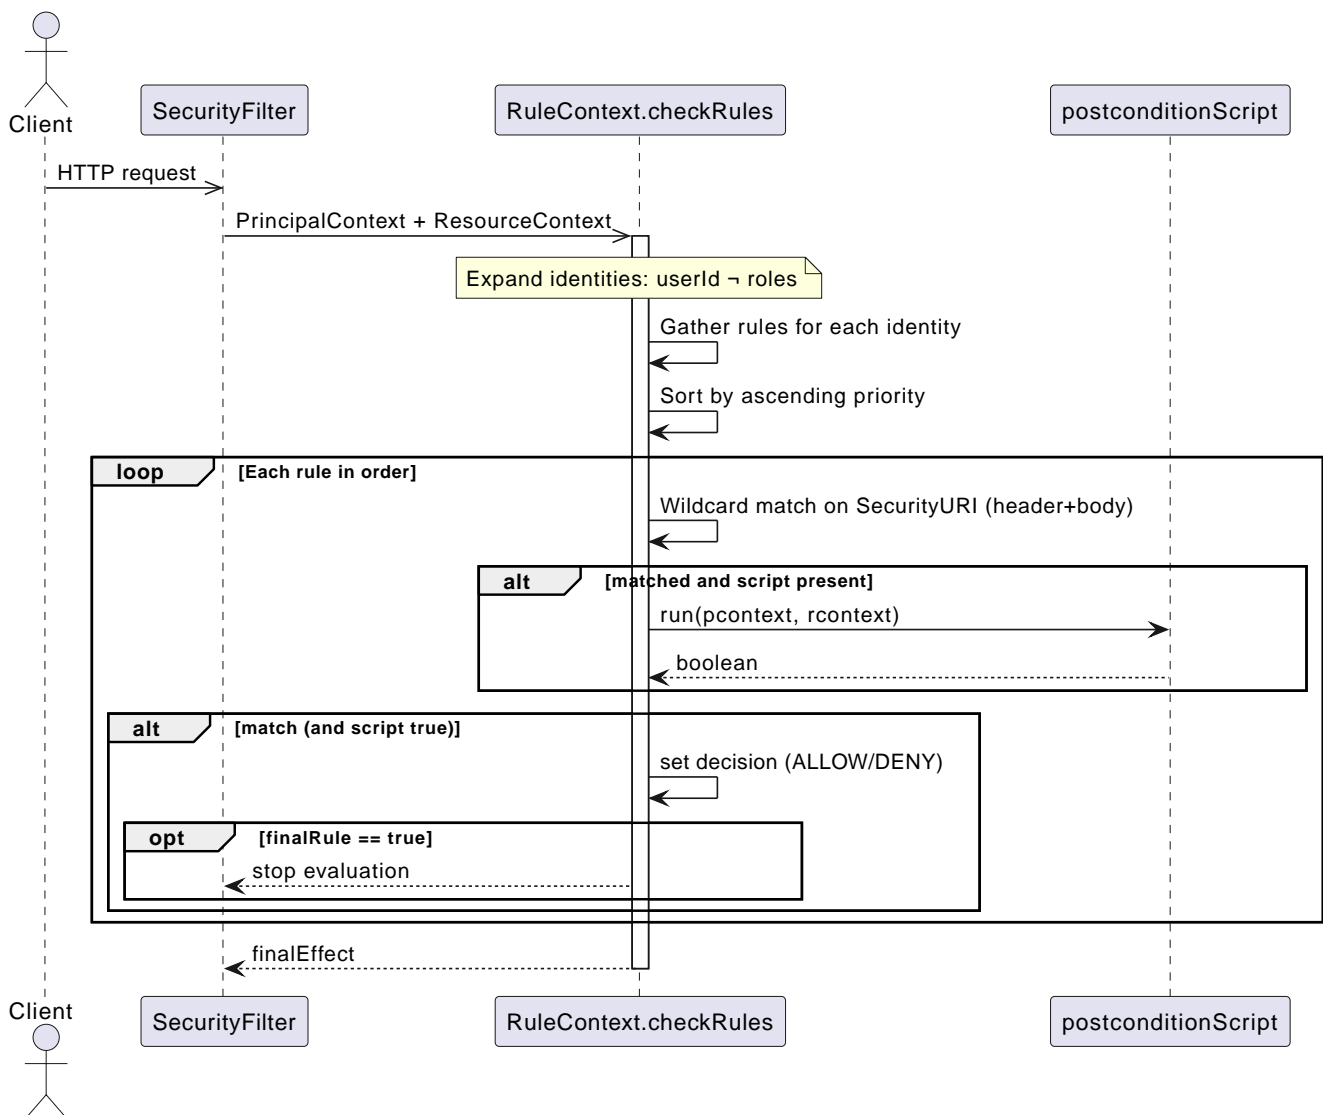 Client
SecurityFilter
RuleContext.checkRules
postconditionScript
HTTP request
PrincipalContext + ResourceContext
Expand identities: userId ¬ roles
Gather rules for each identity
Sort by ascending priority
loop
[Each rule in order]
Wildcard match on SecurityURI (header+body)
alt
[matched and script present]
run(pcontext, rcontext)
boolean
alt
[match (and script true)]
set decision (ALLOW/DENY)
opt
[finalRule == true]
stop evaluation
finalEffect
Client
SecurityFilter
RuleContext.checkRules
postconditionScript